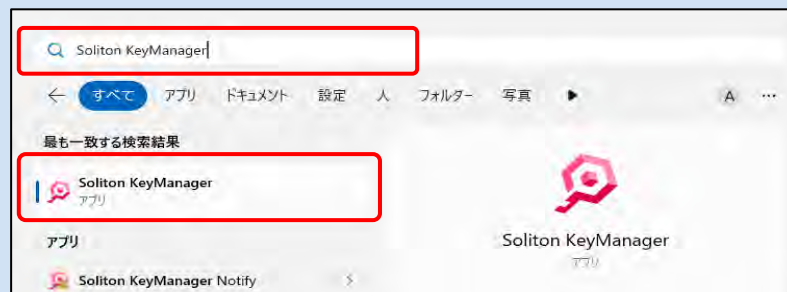 Soliton KeyManager
すべて アプリ ドキュメント 設定 人 フォルダー 写真 A ...
最も一致する検索結果
Soliton KeyManager
アプリ
アプリ
Soliton KeyManager Notify
Soliton KeyManager
アプリ